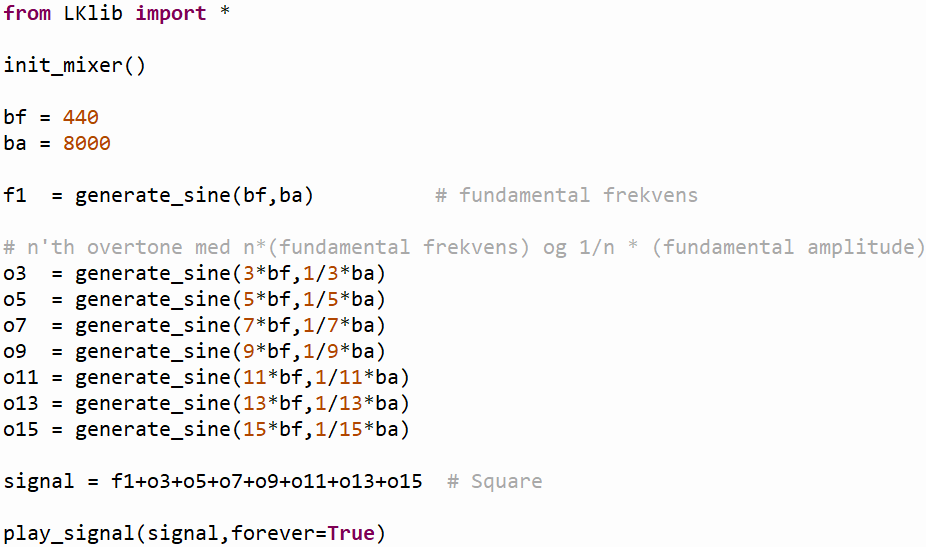 from LKlib import *
init_mixer()
bf = 440
ba = 8000
f1  = generate_sine(bf,ba)          # fundamental frekvens
# n'th overtone med n*(fundamental frekvens) og 1/n * (fundamental amplitude)
o3  = generate_sine(3*bf,1/3*ba)
o5  = generate_sine(5*bf,1/5*ba)
o7  = generate_sine(7*bf,1/7*ba)
o9  = generate_sine(9*bf,1/9*ba)
o11 = generate_sine(11*bf,1/11*ba)
o13 = generate_sine(13*bf,1/13*ba)
o15 = generate_sine(15*bf,1/15*ba)
signal = f1+o3+o5+o7+o9+o11+o13+o15  # Square
play_signal(signal,forever=True)